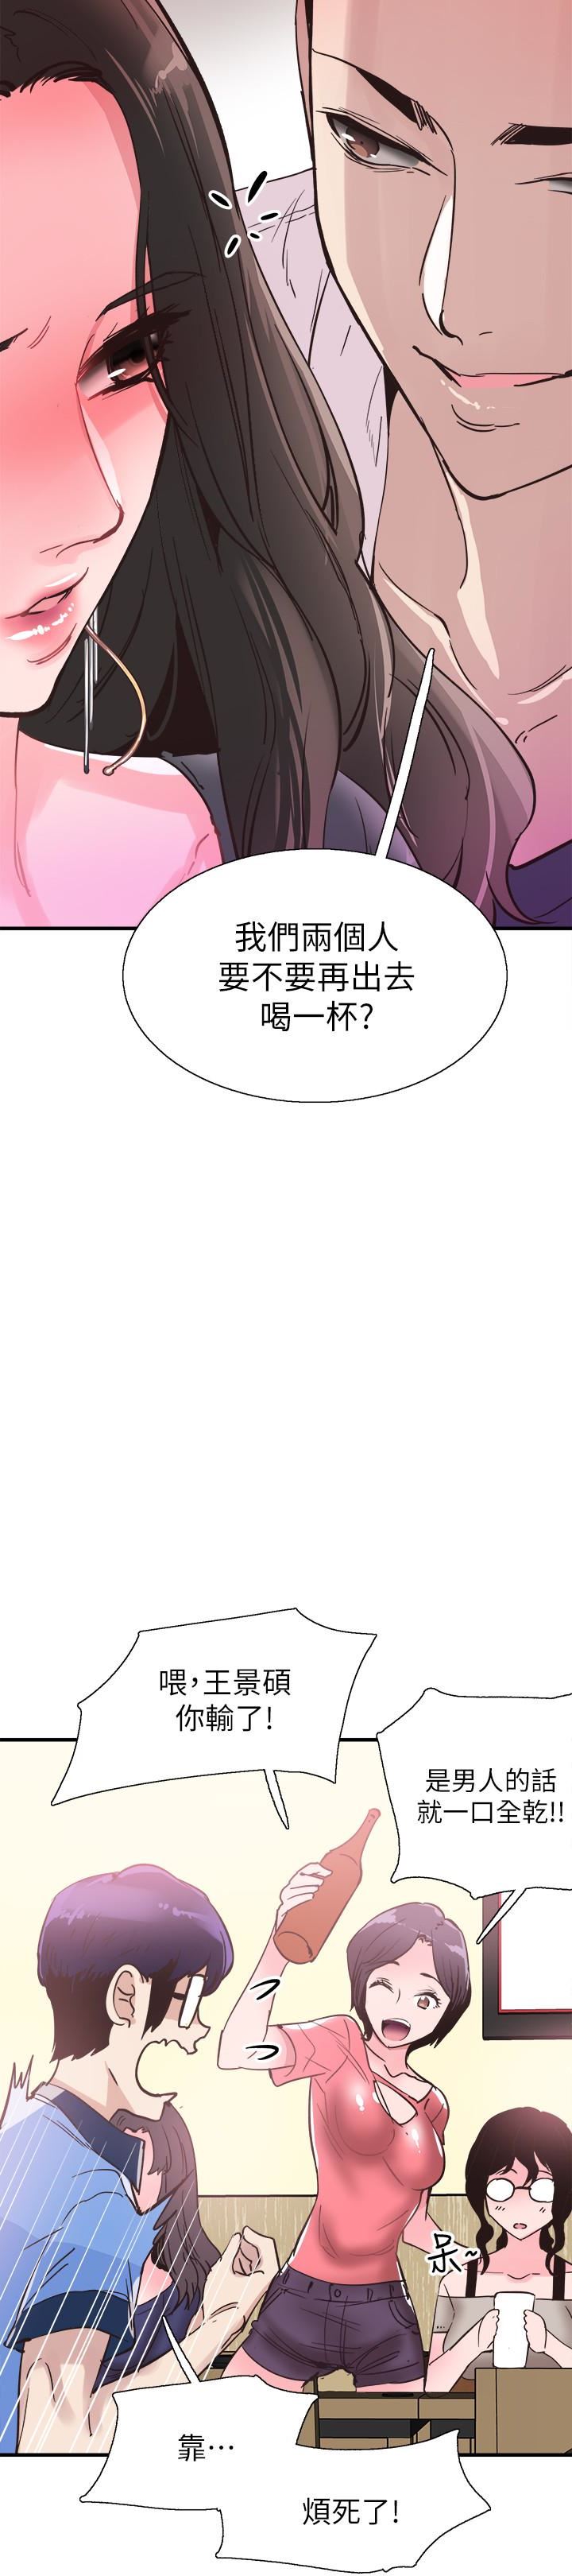 我們兩個人
要不要再出去
喝一杯?
喂,王景碩
你輸了!
是男人的話
就一口全乾!!
呆~
靠⋯
煩死了!